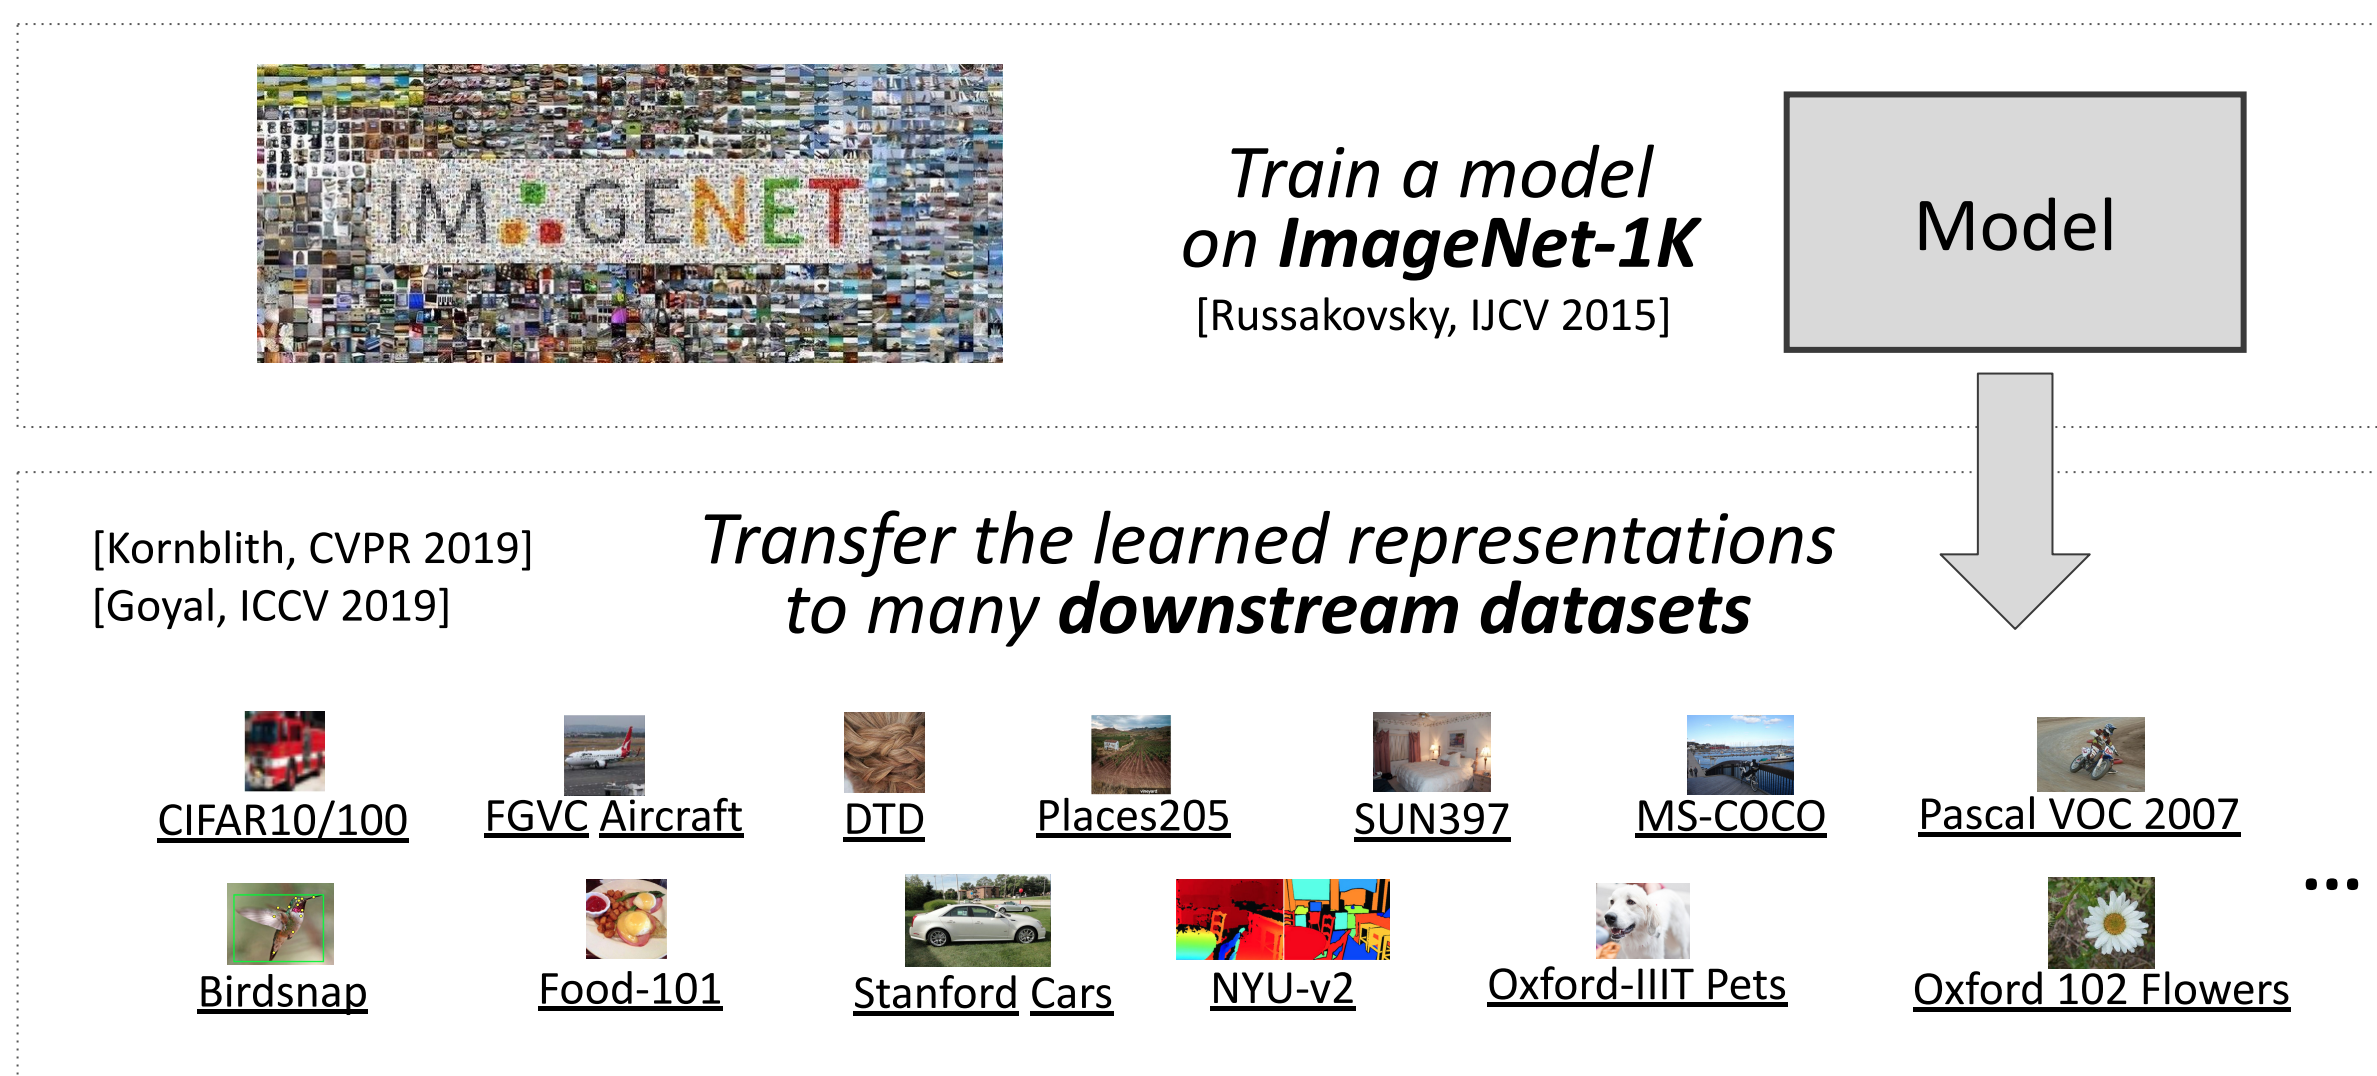 IMAGENET
Train a model
on ImageNet-1K
[Russakovsky, IJCV 2015]
Model
[Kornblith, CVPR 2019]
[Goyal, ICCV 2019]
Transfer the learned representations
to many downstream datasets
CIFAR10/100
FGVC Aircraft
DTD
Places205
SUN397
MS-COCO
Pascal VOC 2007
...
Birdsnap
Food-101
Stanford Cars
NYU-v2
Oxford-IIIT Pets
Oxford 102 Flowers